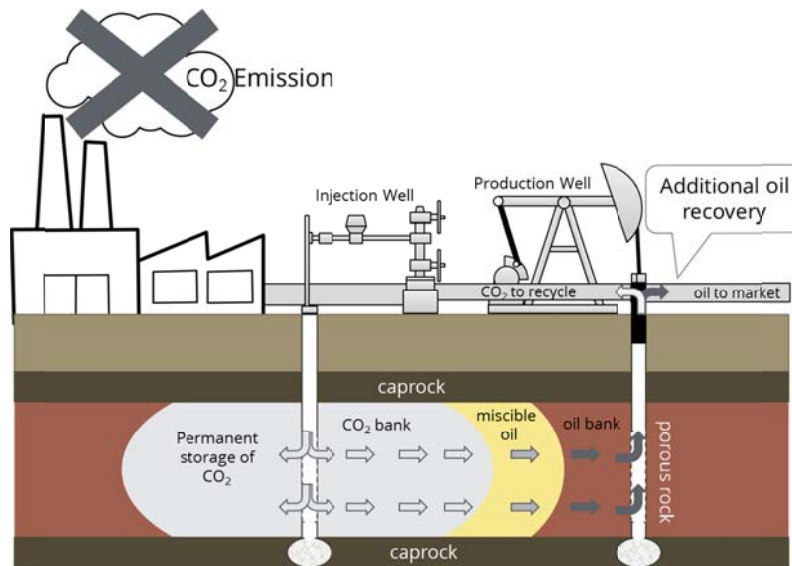 CO₂ Emission
Injection Well
Production Well
Additional oil
recovery
CO₂ to recycle
oil to market
caprock
Permanent
storage of
CO₂
CO₂ bank
miscible
oil
oil bank
porous rock
caprock